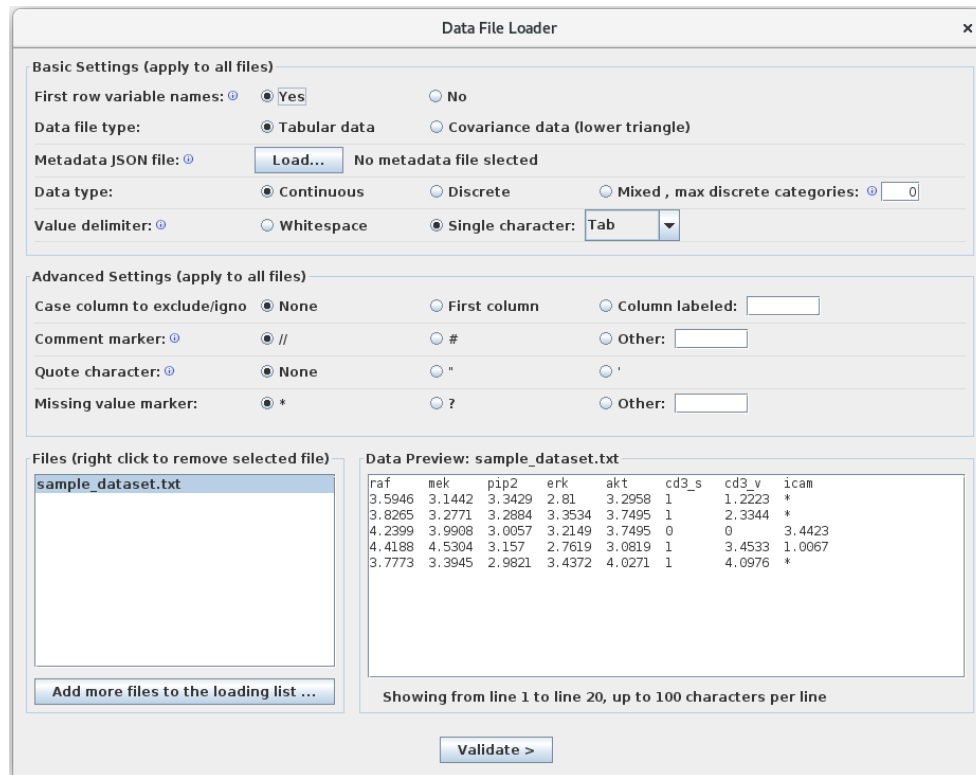 Data File Loader ×
Basic Settings (apply to all files)
First row variable names: Yes No
Data file type: Tabular data Covariance data (lower triangle)
Metadata JSON file: Load... No metadata file slected
Data type: Continuous Discrete Mixed , max discrete categories: 0
Value delimiter: Whitespace Single character: Tab
Advanced Settings (apply to all files)
Case column to exclude/igno None First column Column labeled:
Comment marker: // # Other:
Quote character: None " '
Missing value marker: * ? Other:
Files (right click to remove selected file)
sample_dataset.txt
Add more files to the loading list ...
Data Preview: sample_dataset.txt
raf mek pip2 erk akt cd3_s cd3_v icam
3.5946 3.1442 3.3429 2.81 3.2958 1 1.2223 *
3.8265 3.2771 3.2884 3.3534 3.7495 1 2.3344 *
4.2399 3.9908 3.0057 3.2149 3.7495 0 0 3.4423
4.4188 4.5304 3.157 2.7619 3.0819 1 3.4533 1.0067
3.7773 3.3945 2.9821 3.4372 4.0271 1 4.0976 *
Showing from line 1 to line 20, up to 100 characters per line
Validate >